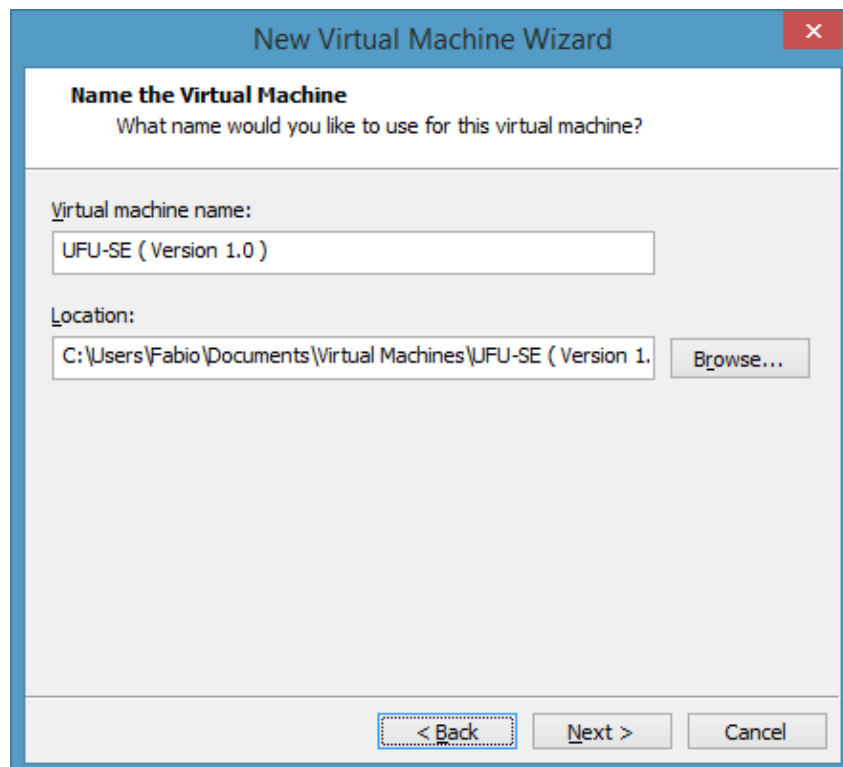 New Virtual Machine Wizard
Name the Virtual Machine
What name would you like to use for this virtual machine?
Virtual machine name:
UFU-SE ( Version 1.0 )
Location:
C:\Users\Fabio\Documents\Virtual Machines\UFU-SE ( Version 1.
Browse...
< Back
Next >
Cancel